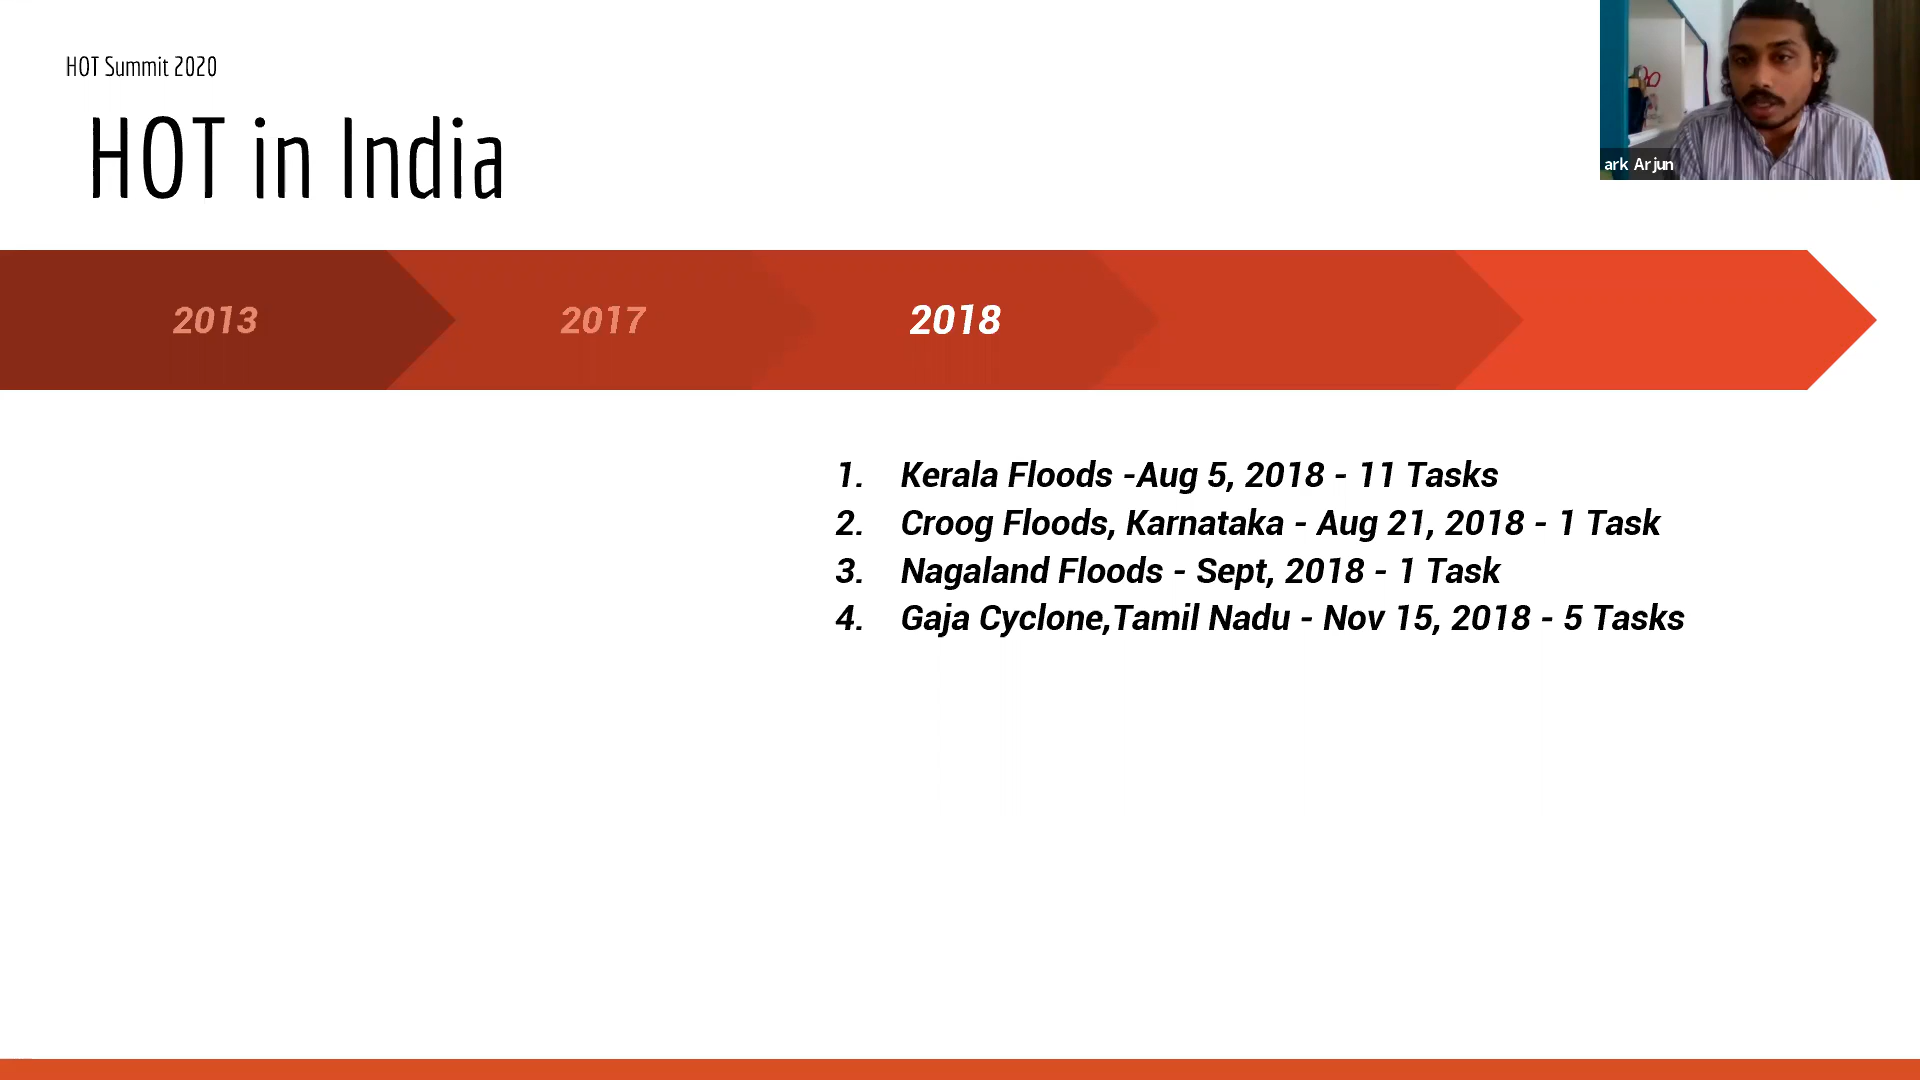 HOT Summit 2020
HOT in India
ark Arjun
2013
2017
2018
1. Kerala Floods -Aug 5, 2018 - 11 Tasks
2. Croog Floods, Karnataka - Aug 21, 2018 - 1 Task
3. Nagaland Floods - Sept, 2018 - 1 Task
4. Gaja Cyclone,Tamil Nadu - Nov 15, 2018 - 5 Tasks